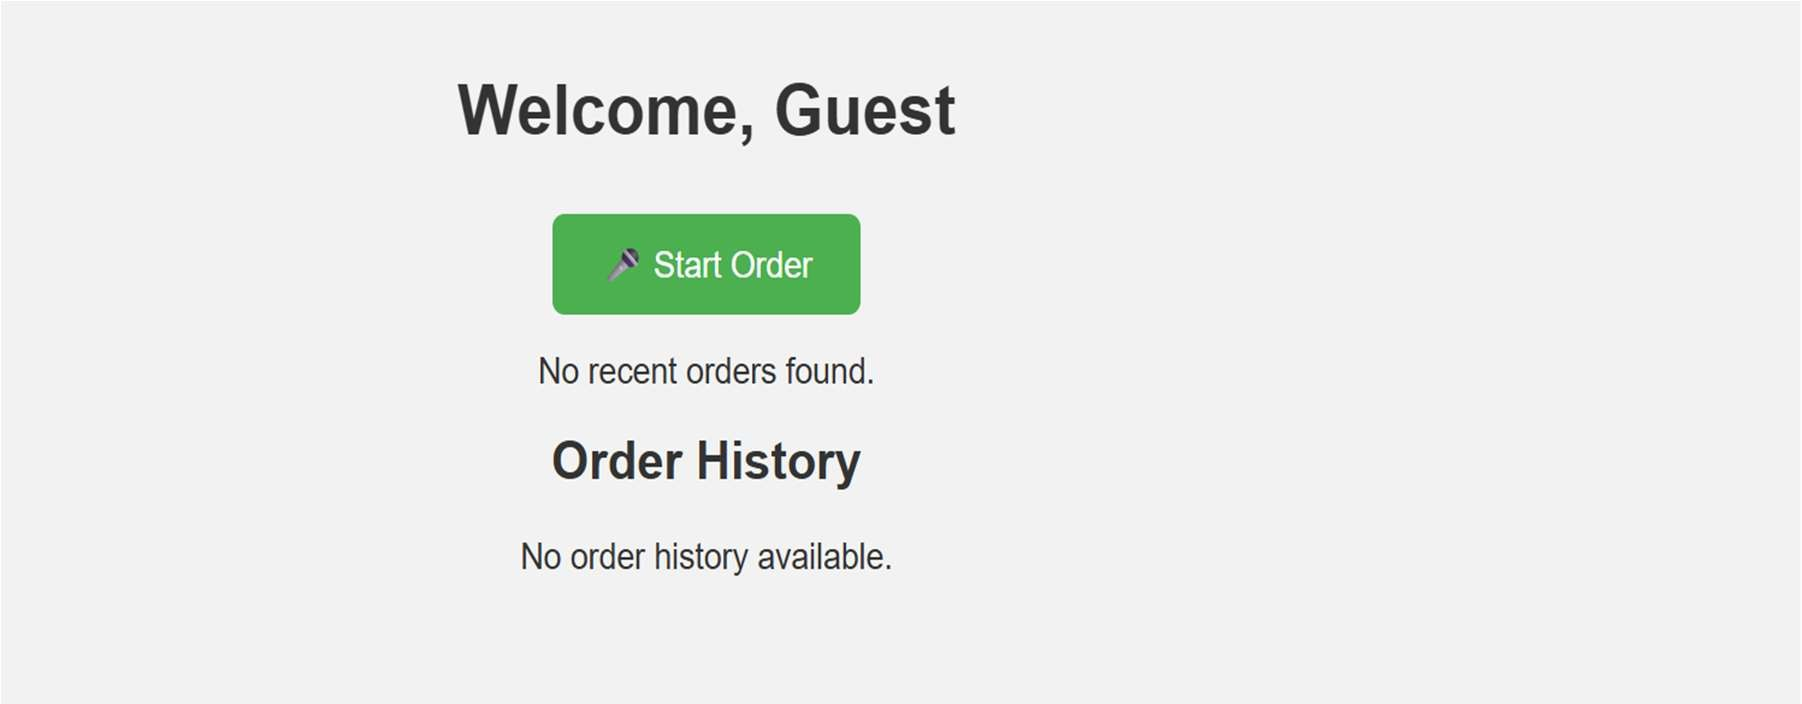 Welcome, Guest
🎤 Start Order
No recent orders found.
Order History
No order history available.